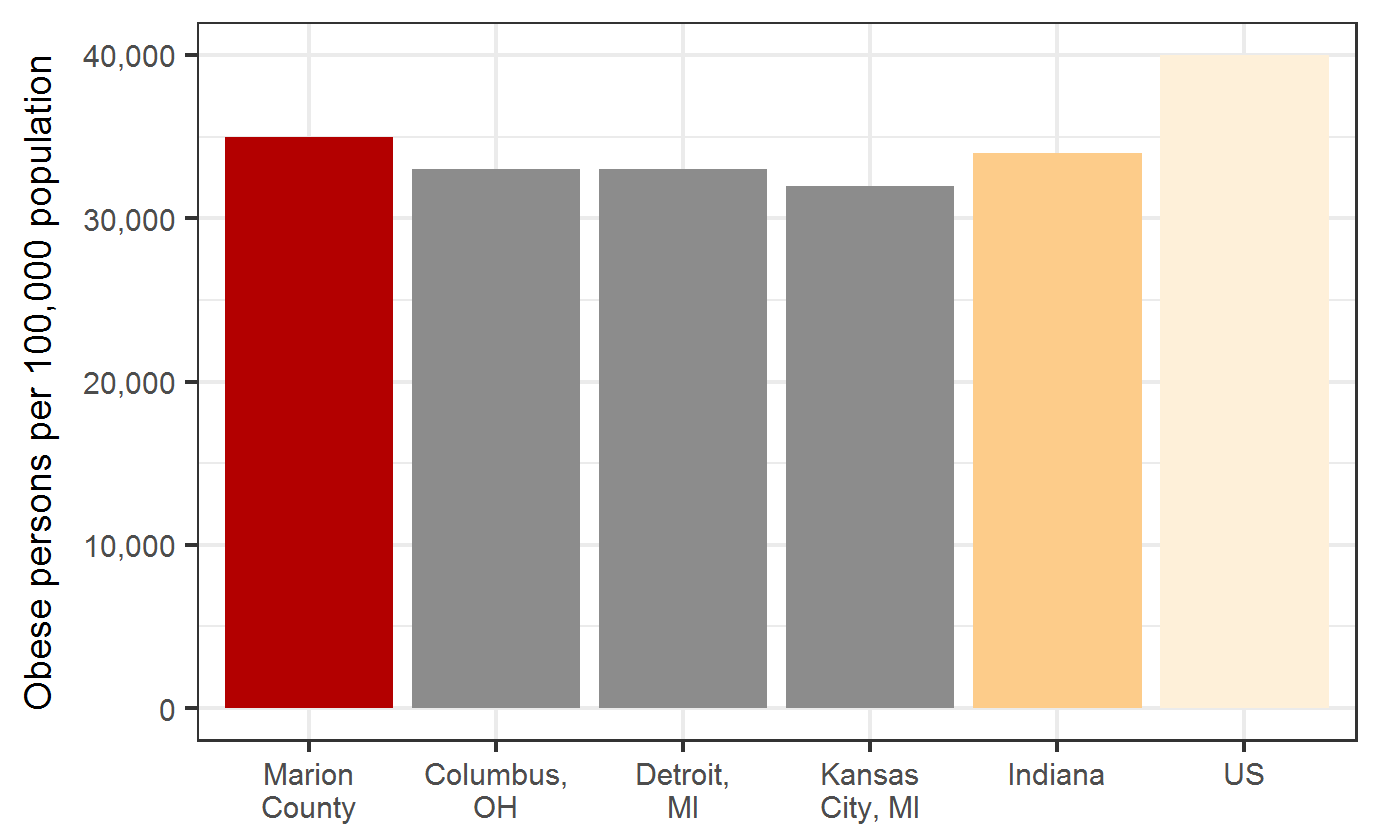 Obese persons per 100,000 population
40,000
30,000
20,000
10,000
0
Marion
County
Columbus,
OH
Detroit,
MI
Kansas
City, MI
Indiana
US